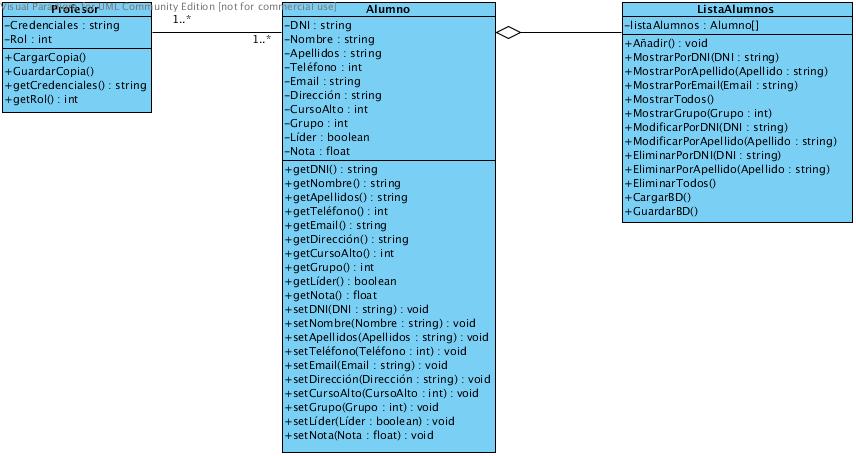 Visual Paradigm for UML Community Edition [not for commercial use]
Profesor
-Credenciales : string
-Rol : int
+CargarCopia()
+GuardarCopia()
+getCredenciales() : string
+getRol() : int
1..*
1..*
Alumno
-DNI : string
-Nombre : string
-Apellidos : string
-Teléfono : int
-Email : string
-Dirección : string
-CursoAlto : int
-Grupo : int
-Líder : boolean
-Nota : float
+getDNI() : string
+getNombre() : string
+getApellidos() : string
+getTeléfono() : int
+getEmail() : string
+getDirección() : string
+getCursoAlto() : int
+getGrupo() : int
+getLíder() : boolean
+getNota() : float
+setDNI(DNI : string) : void
+setNombre(Nombre : string) : void
+setApellidos(Apellidos : string) : void
+setTeléfono(Teléfono : int) : void
+setEmail(Email : string) : void
+setDirección(Dirección : string) : void
+setCursoAlto(CursoAlto : int) : void
+setGrupo(Grupo : int) : void
+setLíder(Líder : boolean) : void
+setNota(Nota : float) : void
ListaAlumnos
-listaAlumnos : Alumno[]
+Añadir() : void
+MostrarPorDNI(DNI : string)
+MostrarPorApellido(Apellido : string)
+MostrarPorEmail(Email : string)
+MostrarTodos()
+MostrarGrupo(Grupo : int)
+ModificarPorDNI(DNI : string)
+ModificarPorApellido(Apellido : string)
+EliminarPorDNI(DNI : string)
+EliminarPorApellido(Apellido : string)
+EliminarTodos()
+CargarBD()
+GuardarBD()